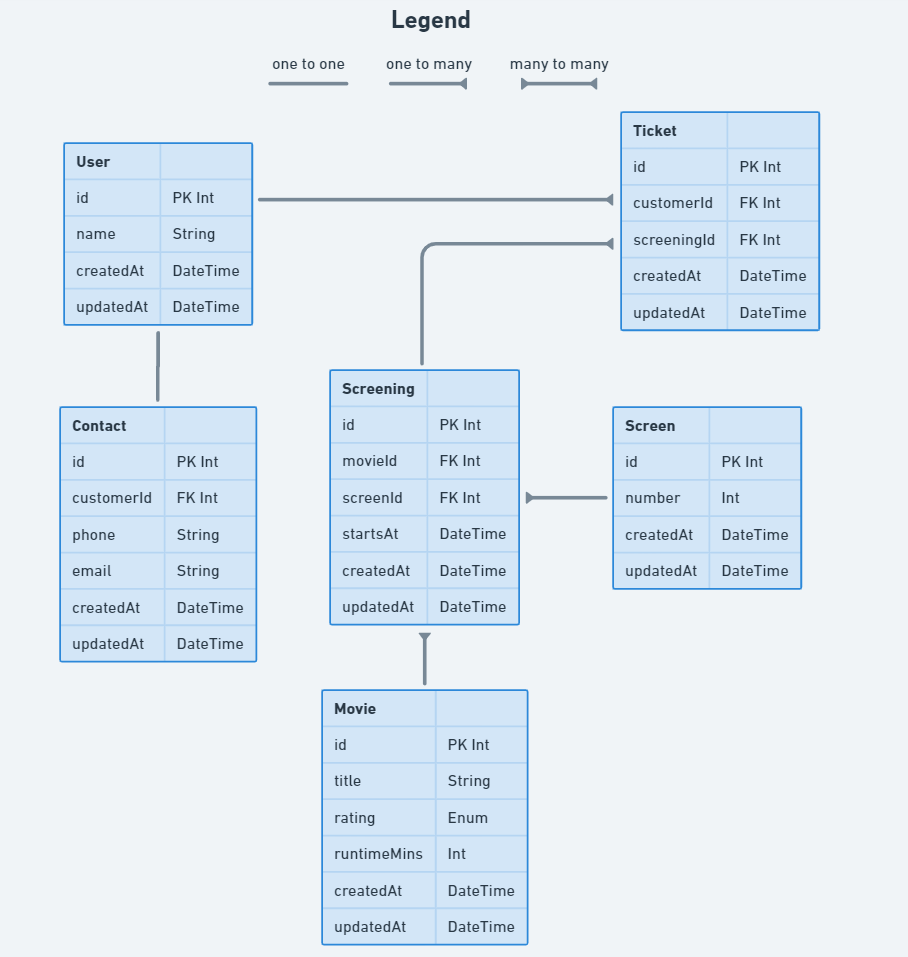 Legend
one to one
one to many
many to many
User
id PK Int
name String
createdAt DateTime
updatedAt DateTime
Ticket
id PK Int
customerId FK Int
screeningId FK Int
createdAt DateTime
updatedAt DateTime
Contact
id PK Int
customerId FK Int
phone String
email String
createdAt DateTime
updatedAt DateTime
Screening
id PK Int
movieId FK Int
screenId FK Int
startsAt DateTime
createdAt DateTime
updatedAt DateTime
Screen
id PK Int
number Int
createdAt DateTime
updatedAt DateTime
Movie
id PK Int
title String
rating Enum
runtimeMins Int
createdAt DateTime
updatedAt DateTime